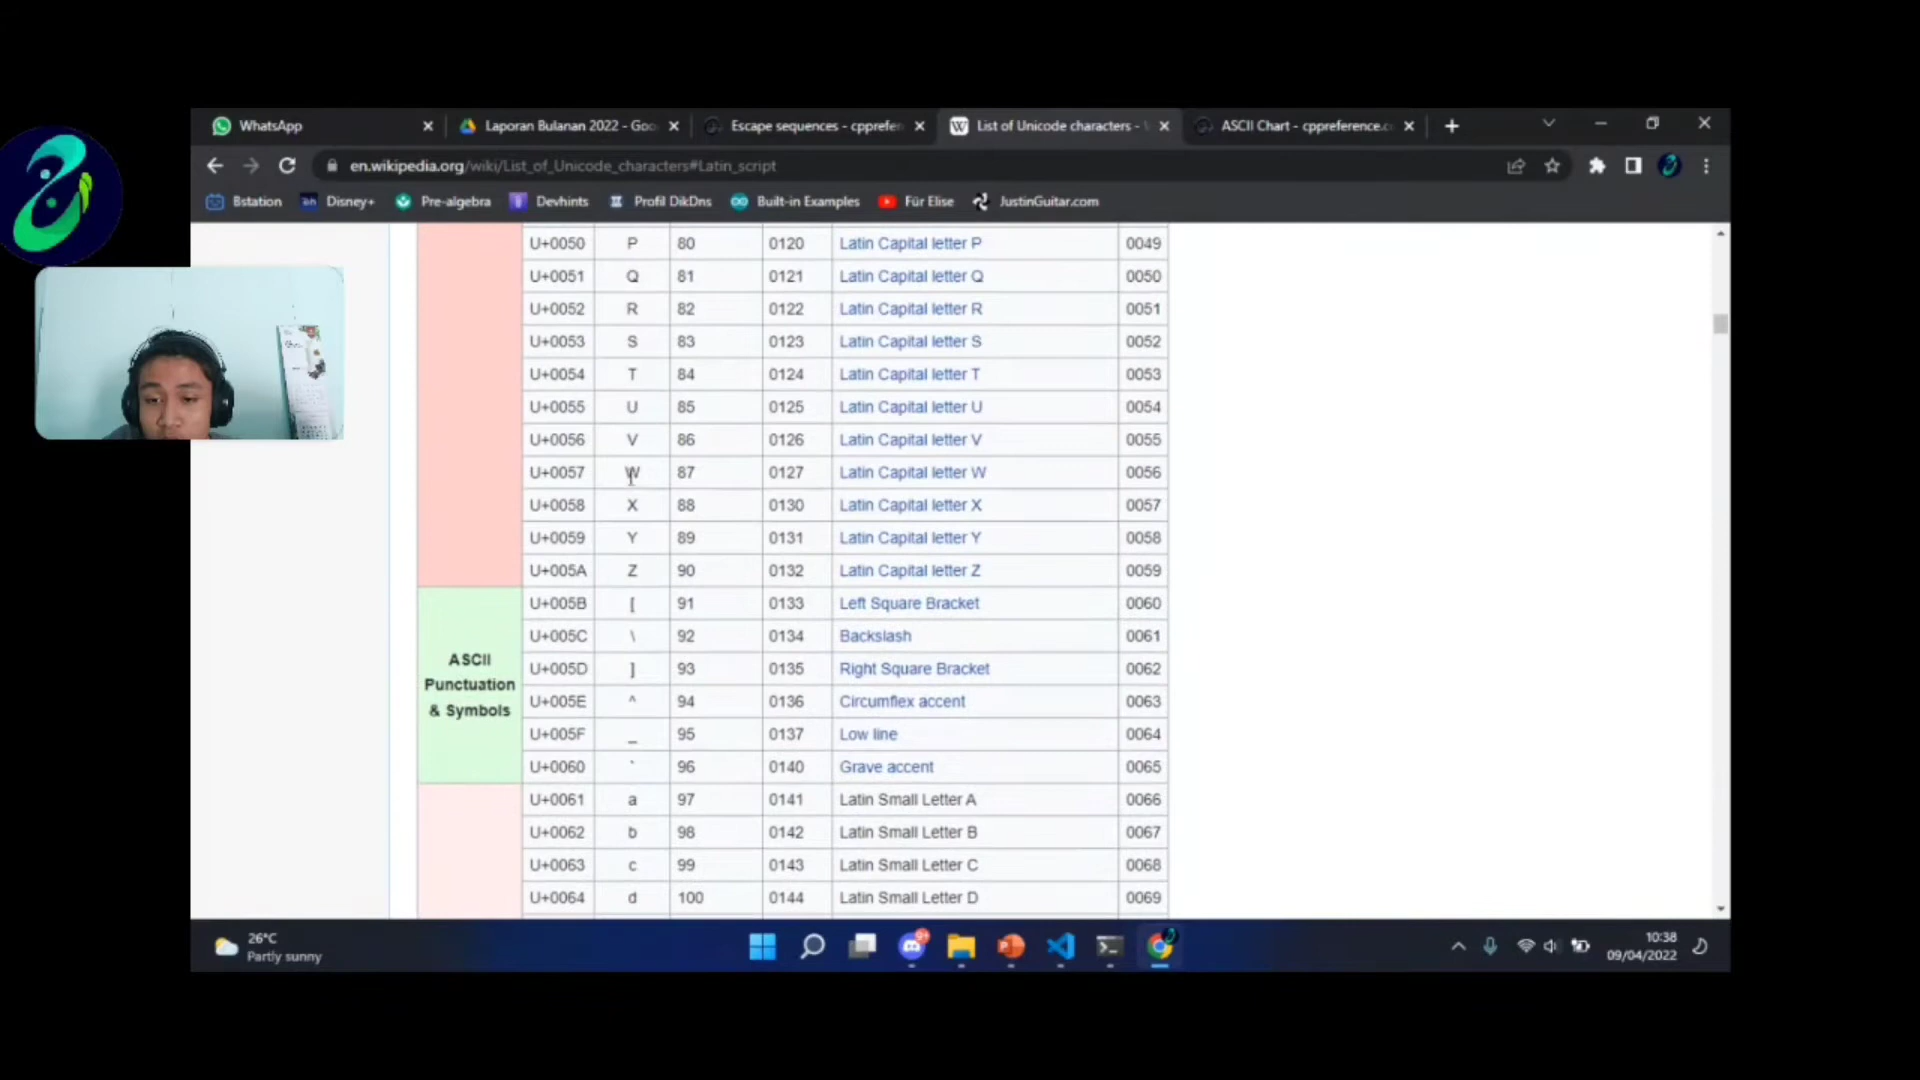 WhatsApp
Laporan Bulanan 2022 - Goo
Escape sequences - cpprefer
List of Unicode characters -
ASCII Chart - cppreference.c
en.wikipedia.org/wiki/List_of_Unicode_characters#Latin_script
Bstation
Disney+
Pre-algebra
Devhints
Profil DikDns
Built-in Examples
Für Elise
JustinGuitar.com
U+0050 P 80 0120 Latin Capital letter P 0049
U+0051 Q 81 0121 Latin Capital letter Q 0050
U+0052 R 82 0122 Latin Capital letter R 0051
U+0053 S 83 0123 Latin Capital letter S 0052
U+0054 T 84 0124 Latin Capital letter T 0053
U+0055 U 85 0125 Latin Capital letter U 0054
U+0056 V 86 0126 Latin Capital letter V 0055
U+0057 W 87 0127 Latin Capital letter W 0056
U+0058 X 88 0130 Latin Capital letter X 0057
U+0059 Y 89 0131 Latin Capital letter Y 0058
U+005A Z 90 0132 Latin Capital letter Z 0059
ASCII
Punctuation
& Symbols
U+005B [ 91 0133 Left Square Bracket 0060
U+005C \ 92 0134 Backslash 0061
U+005D ] 93 0135 Right Square Bracket 0062
U+005E ^ 94 0136 Circumflex accent 0063
U+005F _ 95 0137 Low line 0064
U+0060 ` 96 0140 Grave accent 0065
U+0061 a 97 0141 Latin Small Letter A 0066
U+0062 b 98 0142 Latin Small Letter B 0067
U+0063 c 99 0143 Latin Small Letter C 0068
U+0064 d 100 0144 Latin Small Letter D 0069
26°C
Partly sunny
10:38
09/04/2022